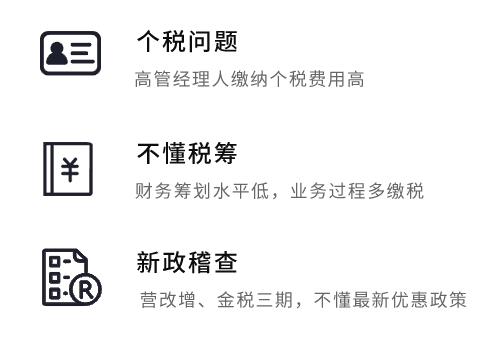 个税问题
高管经理人缴纳个税费用高
¥
不懂税筹
财务筹划水平低，业务过程多缴税
新政稽查
R
营改增、金税三期，不懂最新优惠政策